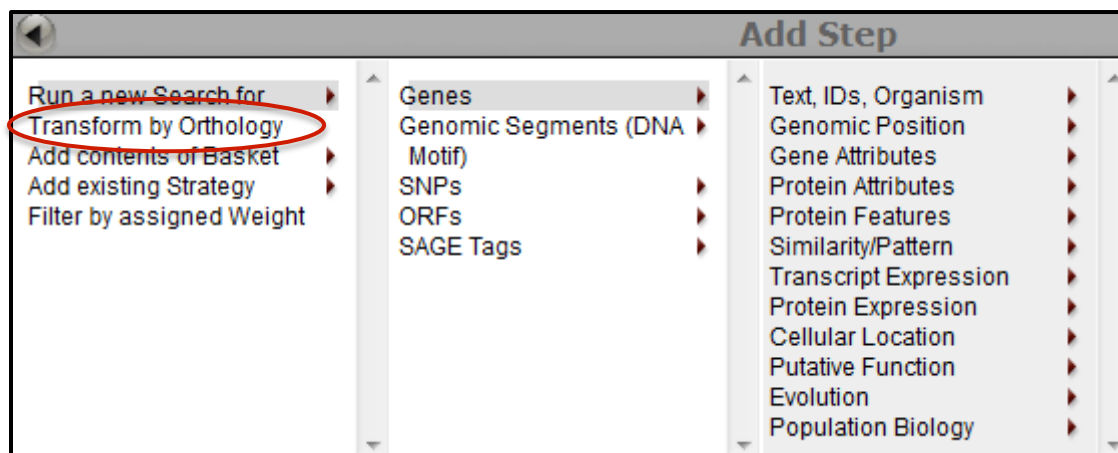 Add Step
Run a new Search for
Transform by Orthology
Add contents of Basket
Add existing Strategy
Filter by assigned Weight
Genes
Genomic Segments (DNA
Motif)
SNPs
ORFs
SAGE Tags
Text, IDs, Organism
Genomic Position
Gene Attributes
Protein Attributes
Protein Features
Similarity/Pattern
Transcript Expression
Protein Expression
Cellular Location
Putative Function
Evolution
Population Biology